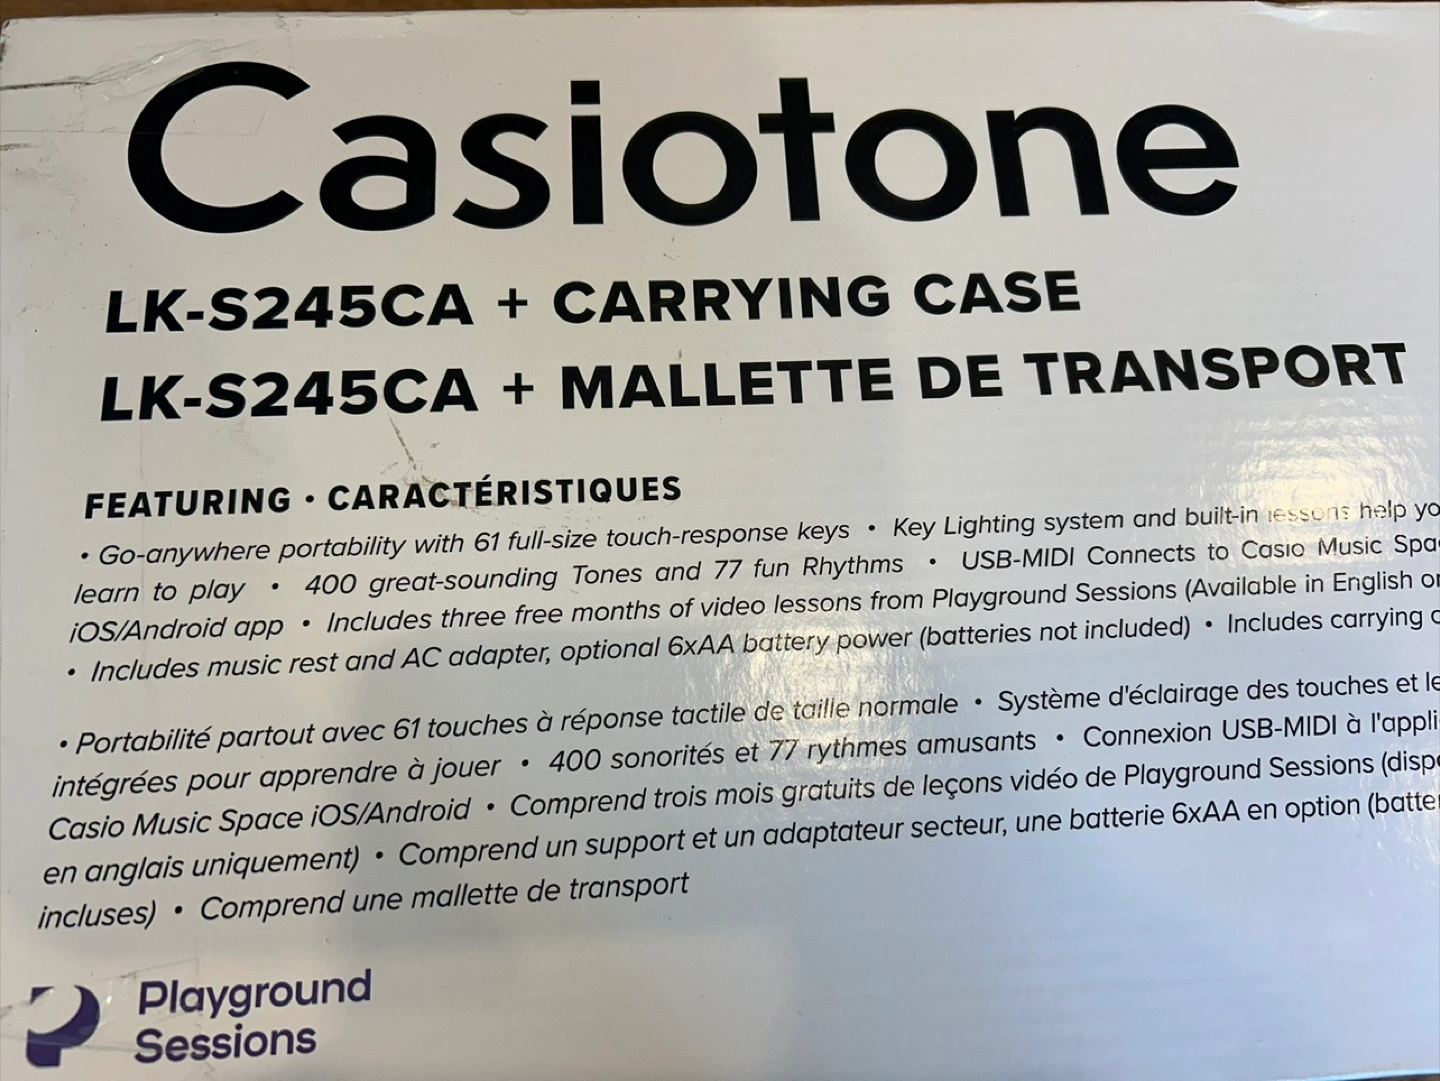 Casiotone
LK-S245CA + CARRYING CASE
LK-S245CA + MALLETTE DE TRANSPORT
FEATURING · CARACTÉRISTIQUES
• Go-anywhere portability with 61 full-size touch-response keys • Key Lighting system and built-in lessons help
learn to play • 400 great-sounding Tones and 77 fun Rhythms • USB-MIDI Connects to Casio Music
iOS/Android app • Includes three free months of video lessons from Playground Sessions (Available in English
• Includes music rest and AC adapter, optional 6xAA battery power (batteries not included) • Includes carrying
• Portabilité partout avec 61 touches à réponse tactile de taille normale • Système d'éclairage des touches et
intégrées pour apprendre à jouer • 400 sonorités et 77 rythmes amusants • Connexion USB-MIDI à
Casio Music Space iOS/Android • Comprend trois mois gratuits de leçons vidéo de Playground Sessions
en anglais uniquement) • Comprend un support et un adaptateur secteur, une batterie 6xAA en option
incluses) • Comprend une mallette de transport
Playground
Sessions